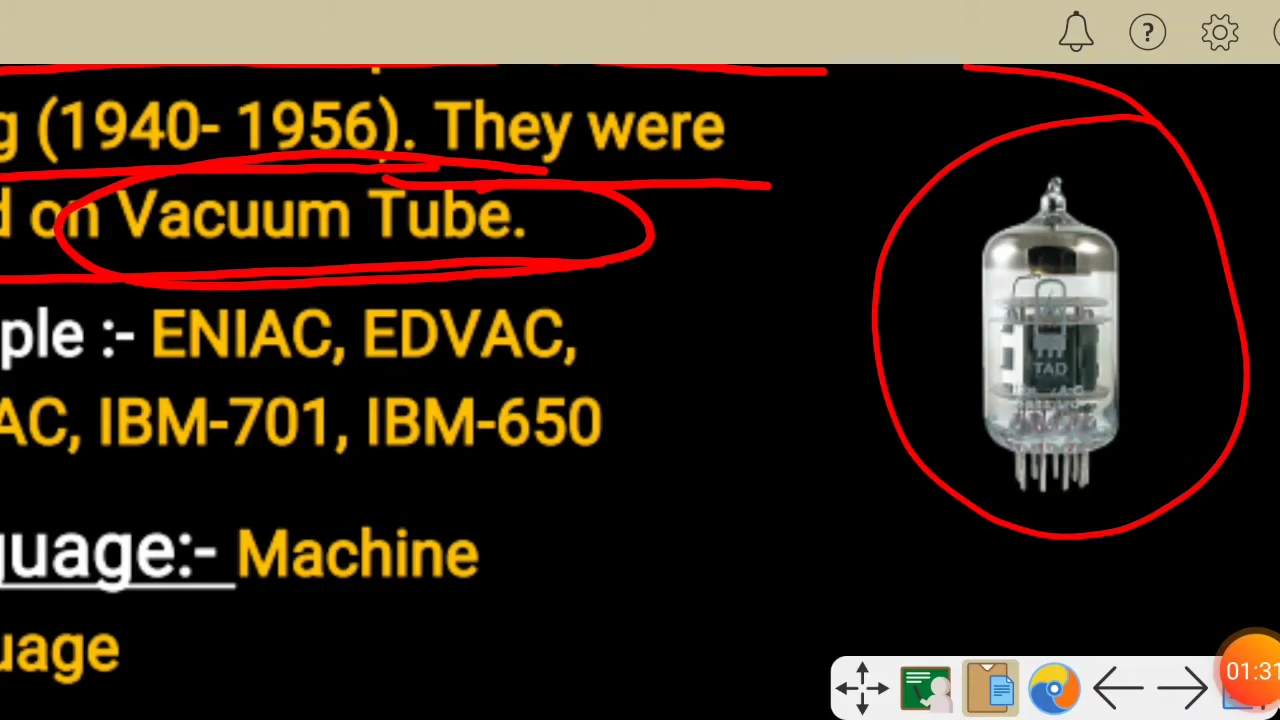 g (1940- 1956). They were
d on Vacuum Tube.
ple :- ENIAC, EDVAC,
AC, IBM-701, IBM-650
guage:- Machine
uage
TAD
01:31